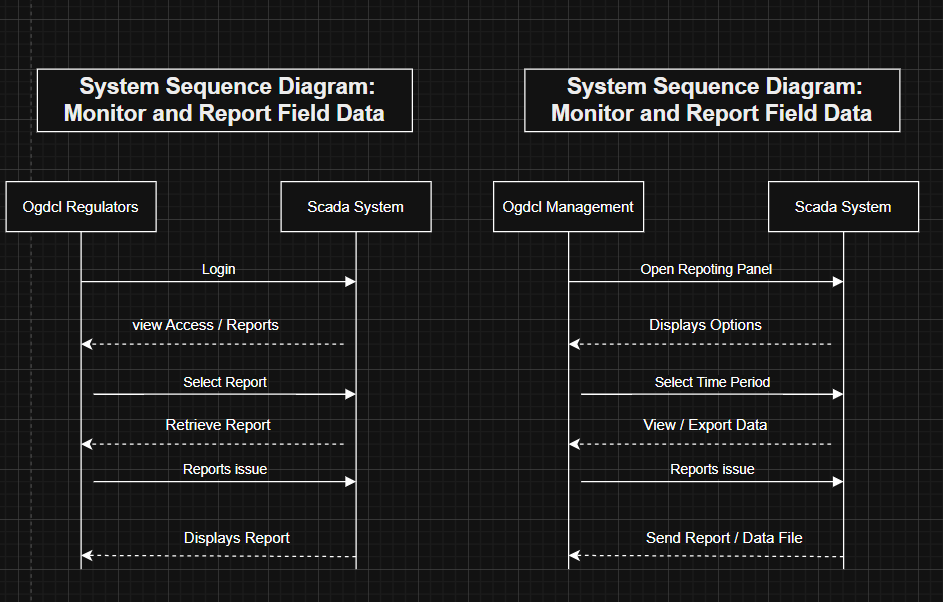 System Sequence Diagram:
Monitor and Report Field Data
Ogdcl Regulators
Scada System
Login
view Access / Reports
Select Report
Retrieve Report
Reports issue
Displays Report
System Sequence Diagram:
Monitor and Report Field Data
Ogdcl Management
Scada System
Open Repoting Panel
Displays Options
Select Time Period
View / Export Data
Reports issue
Send Report / Data File